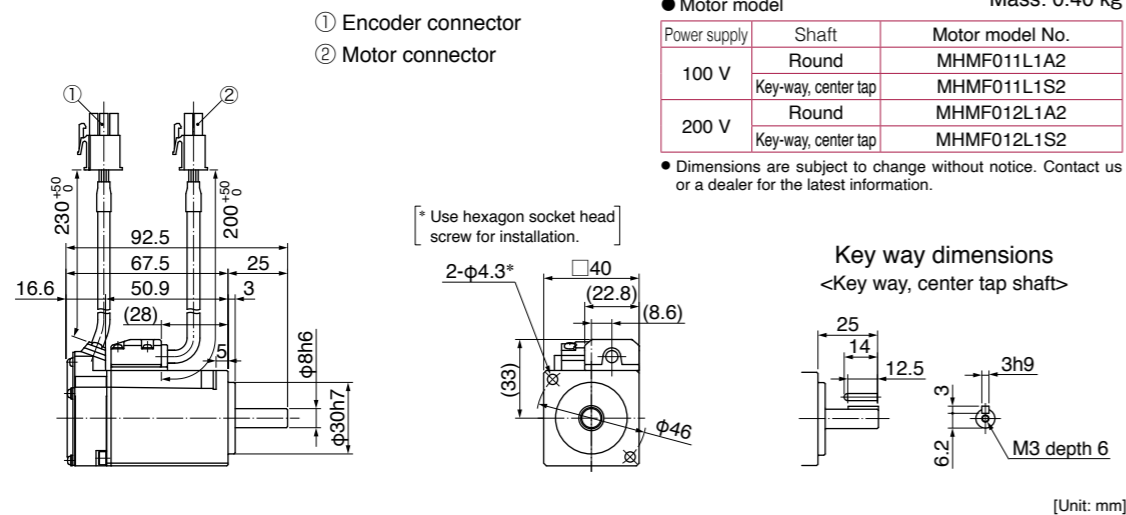 ① Encoder connector
② Motor connector
● Motor model
Mass: 0.40 kg
Power supply Shaft Motor model No.
100 V Round MHMF011L1A2
Key-way, center tap MHMF011L1S2
200 V Round MHMF012L1A2
Key-way, center tap MHMF012L1S2
● Dimensions are subject to change without notice. Contact us
or a dealer for the latest information.
① ②
230 +50 0
200 +50 0
92.5
67.5 25
16.6 50.9 3
(28)
5
φ8h6
φ30h7
* Use hexagon socket head
screw for installation.
2-φ4.3*
□40
(22.8)
(8.6)
(33)
φ46
Key way dimensions
<Key way, center tap shaft>
25
14
12.5
3h9
3
6.2
M3 depth 6
[Unit: mm]